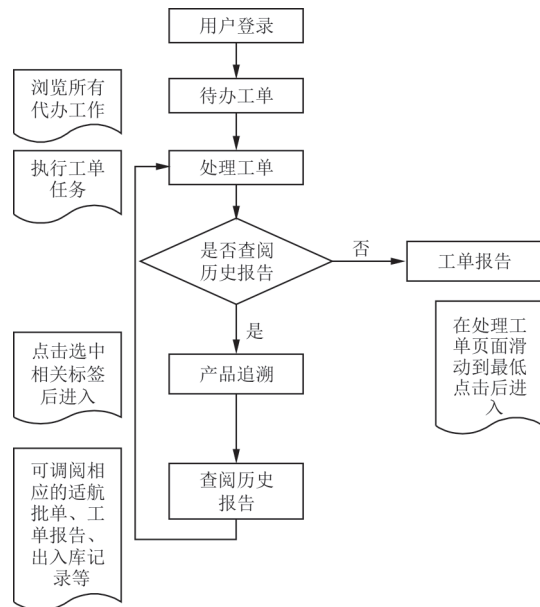 用户登录
浏览所有
代办工作
待办工单
执行工单
任务
处理工单
是否查阅
历史报告
否
工单报告
是
点击选中
相关标签
后进入
产品追溯
在处理工
单页面滑
动到最低
点击后进
入
可调阅相
应的适航
批单、工
单报告、
出入库记
录等
查阅历史
报告